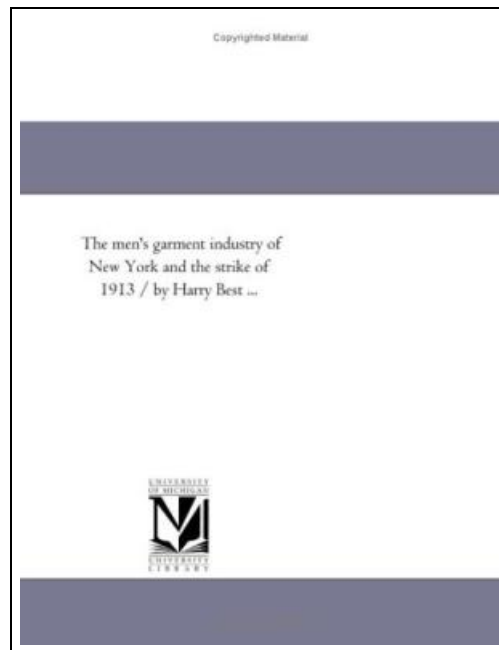 Copyrighted Material
The men's garment industry of
New York and the strike of
1913 / by Harry Best ...
UNIVERSITY
OF MICHIGAN
UNIVERSITY
LIBRARY